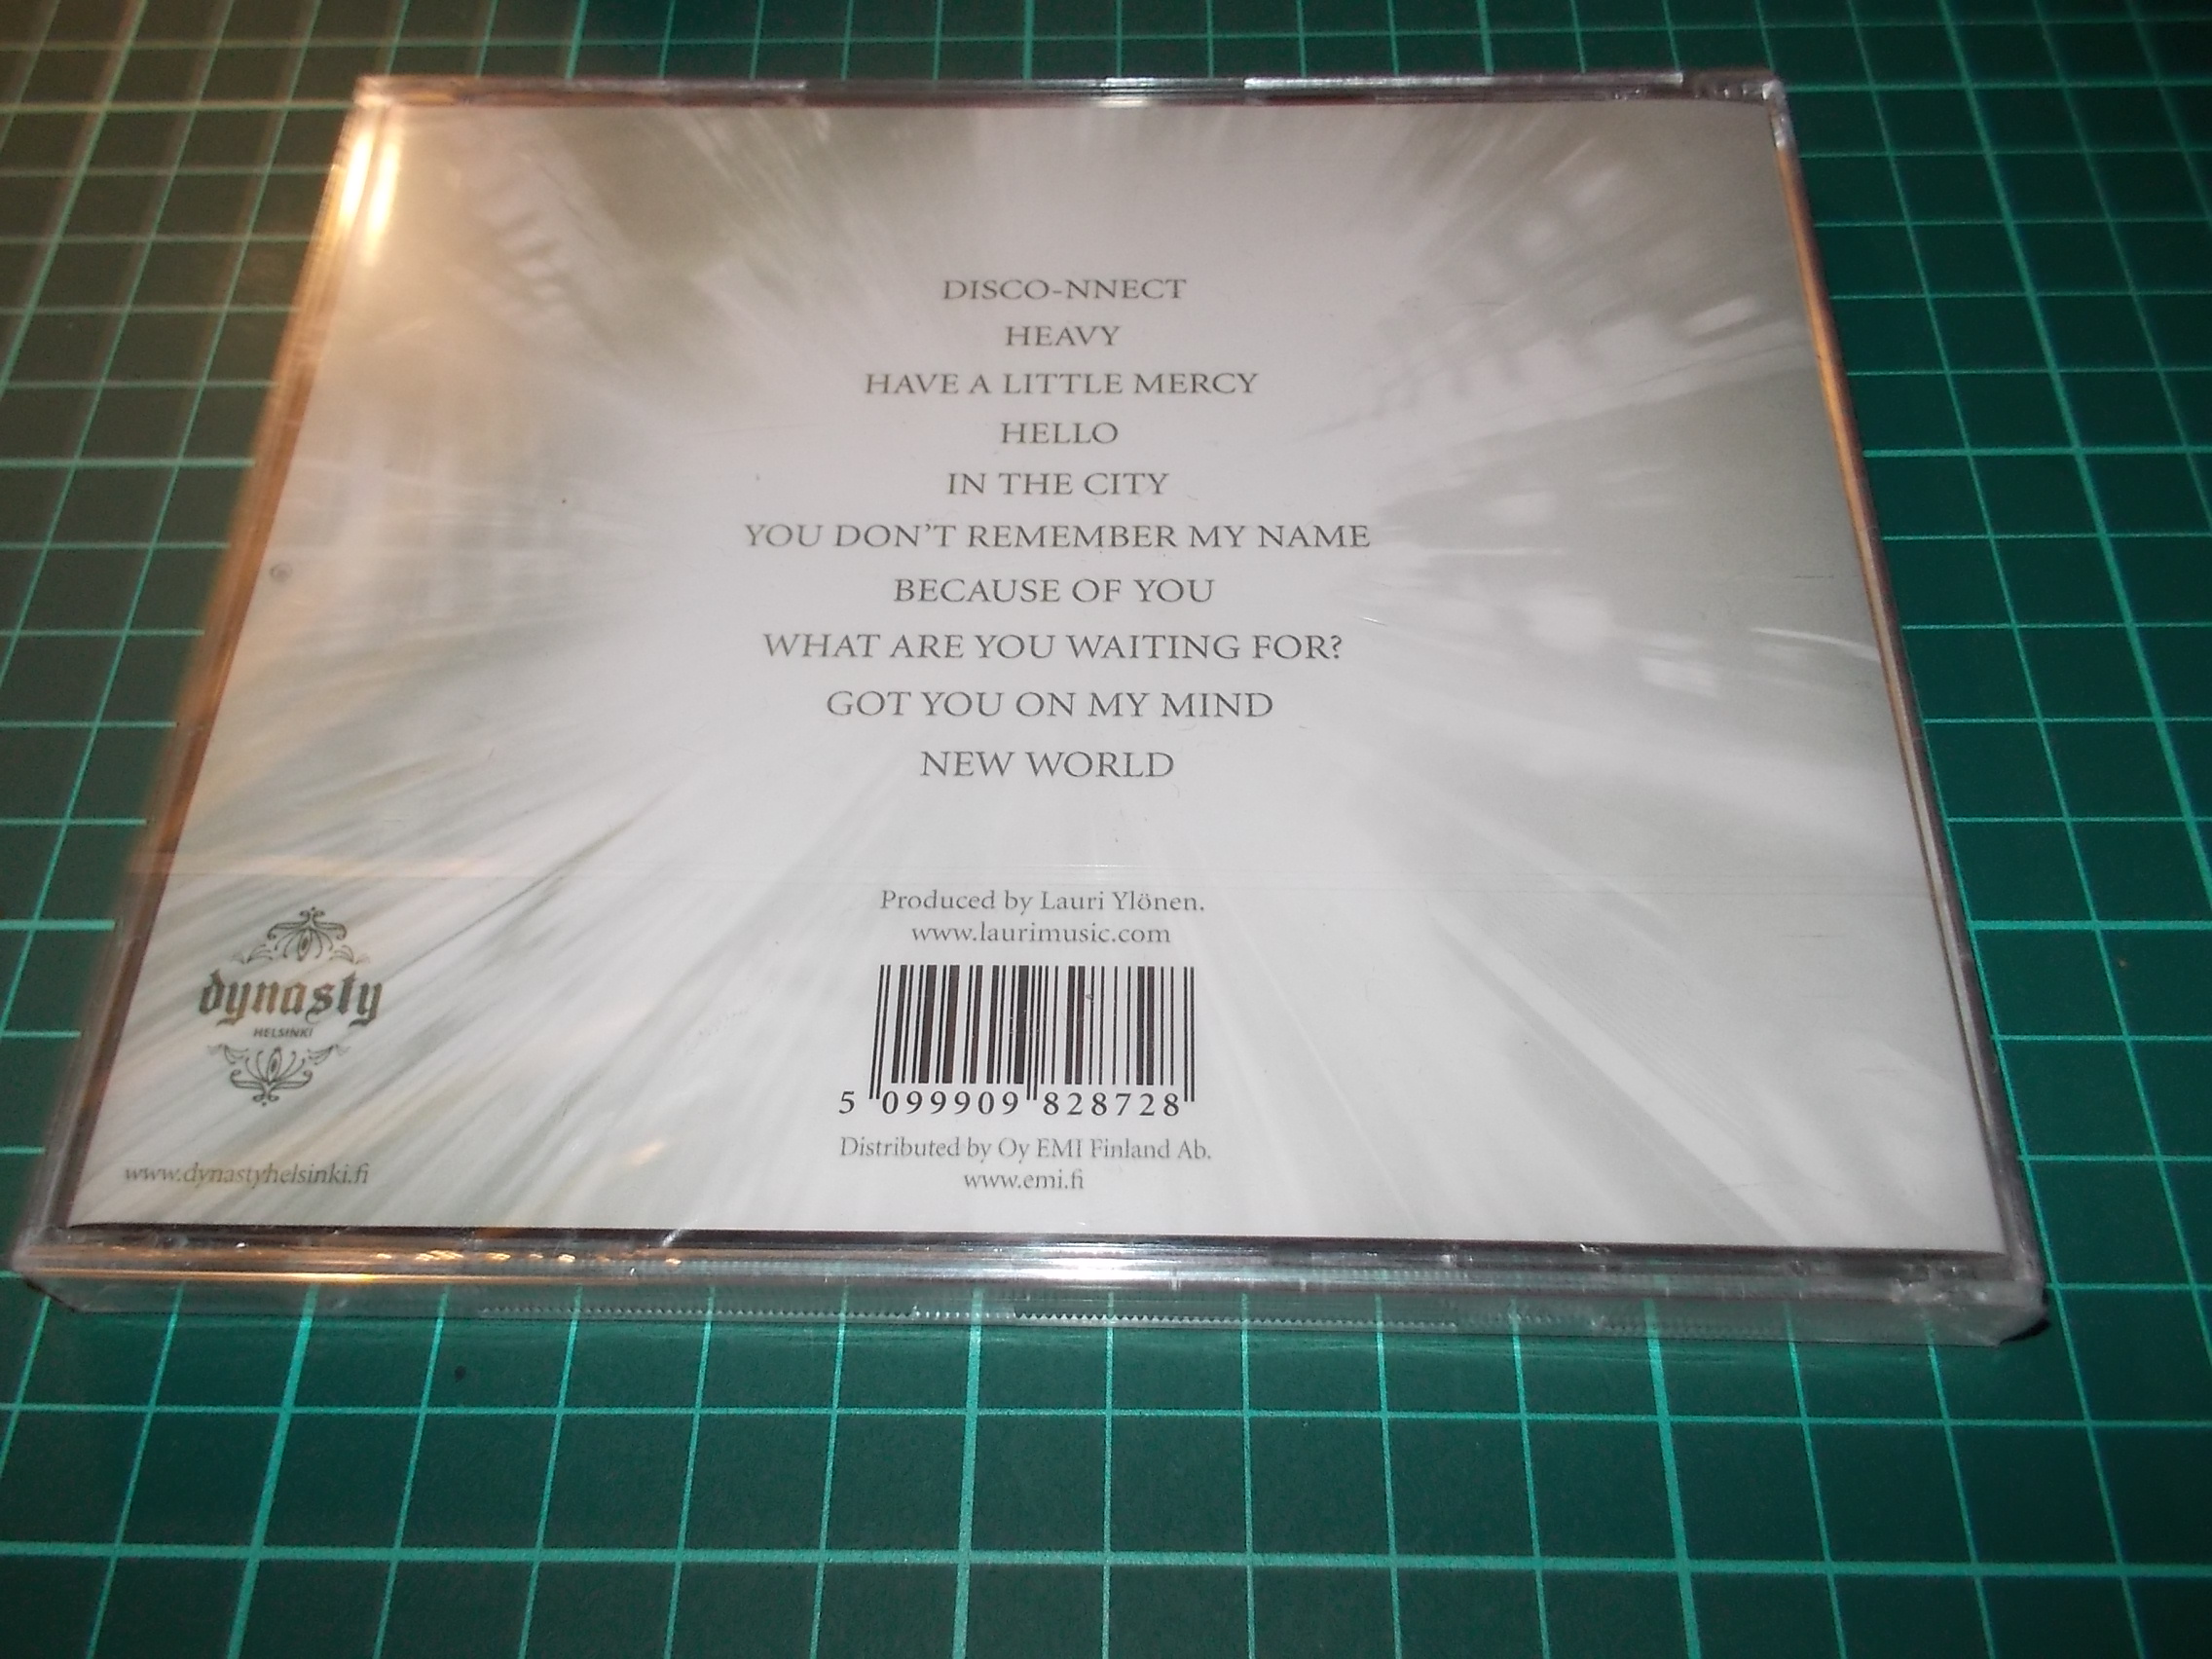 DISCO-NNECT
HEAVY
HAVE A LITTLE MERCY
HELLO
IN THE CITY
YOU DON'T REMEMBER MY NAME
BECAUSE OF YOU
WHAT ARE YOU WAITING FOR?
GOT YOU ON MY MIND
NEW WORLD
Produced by Lauri Ylönen.
www.laurimusic.com
dynasty
HELSINKI
5 099909 828728
Distributed by Oy EMI Finland Ab.
www.emi.fi
www.dynastyhelsinki.fi